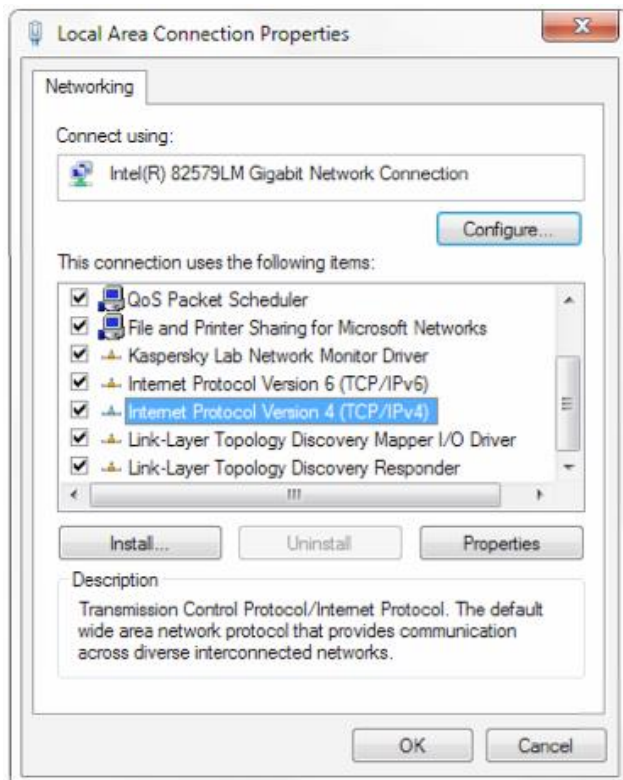 Local Area Connection Properties
Networking
Connect using:
Intel(R) 82579LM Gigabit Network Connection
Configure...
This connection uses the following items:
QoS Packet Scheduler
File and Printer Sharing for Microsoft Networks
Kaspersky Lab Network Monitor Driver
Internet Protocol Version 6 (TCP/IPv6)
Internet Protocol Version 4 (TCP/IPv4)
Link-Layer Topology Discovery Mapper I/O Driver
Link-Layer Topology Discovery Responder
Install... Uninstall Properties
Description
Transmission Control Protocol/Internet Protocol. The default
wide area network protocol that provides communication
across diverse interconnected networks.
OK Cancel